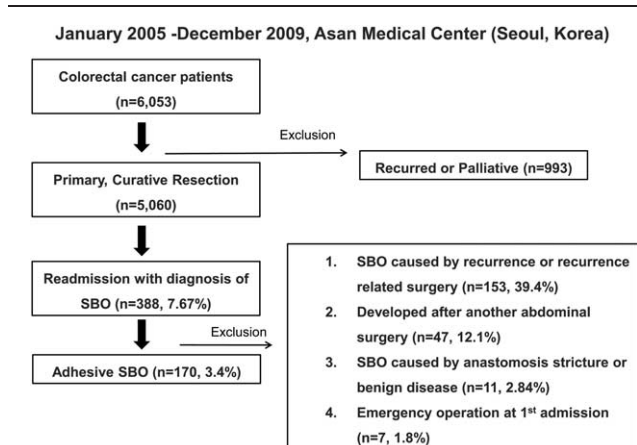 January 2005 -December 2009, Asan Medical Center (Seoul, Korea)
Colorectal cancer patients
(n=6,053)
Exclusion
Recurred or Palliative (n=993)
Primary, Curative Resection
(n=5,060)
Readmission with diagnosis of
SBO (n=388, 7.67%)
Exclusion
Adhesive SBO (n=170, 3.4%)
1. SBO caused by recurrence or recurrence
related surgery (n=153, 39.4%)
2. Developed after another abdominal
surgery (n=47, 12.1%)
3. SBO caused by anastomosis stricture or
benign disease (n=11, 2.84%)
4. Emergency operation at 1st admission
(n=7, 1.8%)